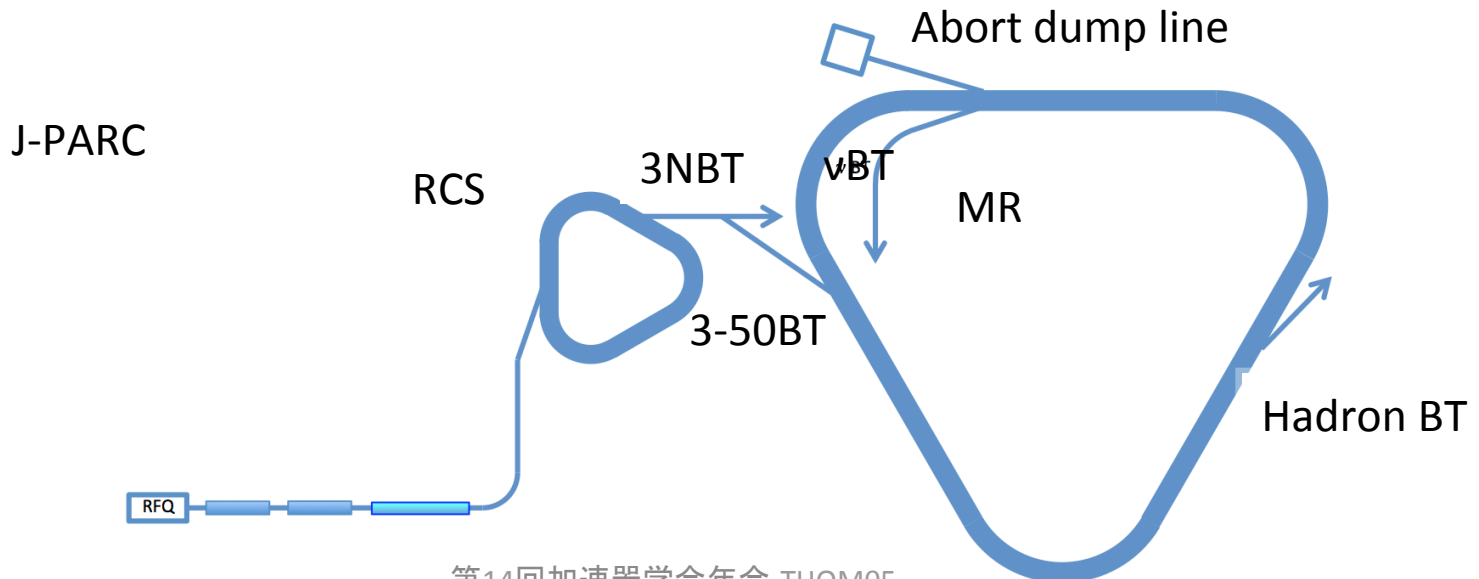 Abort dump line
J-PARC
3NBT
νBT
RCS
MR
3-50BT
Hadron BT
RFQ
第14回加速器学会年会 THOM05